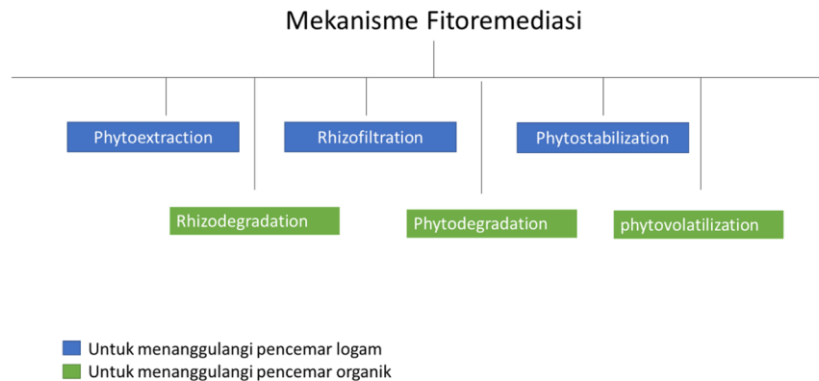 Mekanisme Fitoremediasi
Phytoextraction
Rhizofiltration
Phytostabilization
Rhizodegradation
Phytodegradation
phytovolatilization
Untuk menanggulangi pencemar logam
Untuk menanggulangi pencemar organik